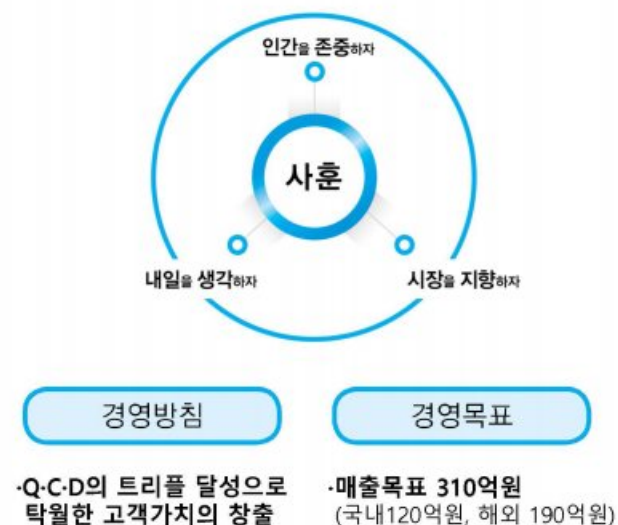 인간을 존중하자
사훈
내일을 생각하자
시장을 지향하자
경영방침
경영목표
·Q·C·D의 트리플 달성으로
탁월한 고객가치의 창출
·매출목표 310억원
(국내120억원, 해외 190억원)